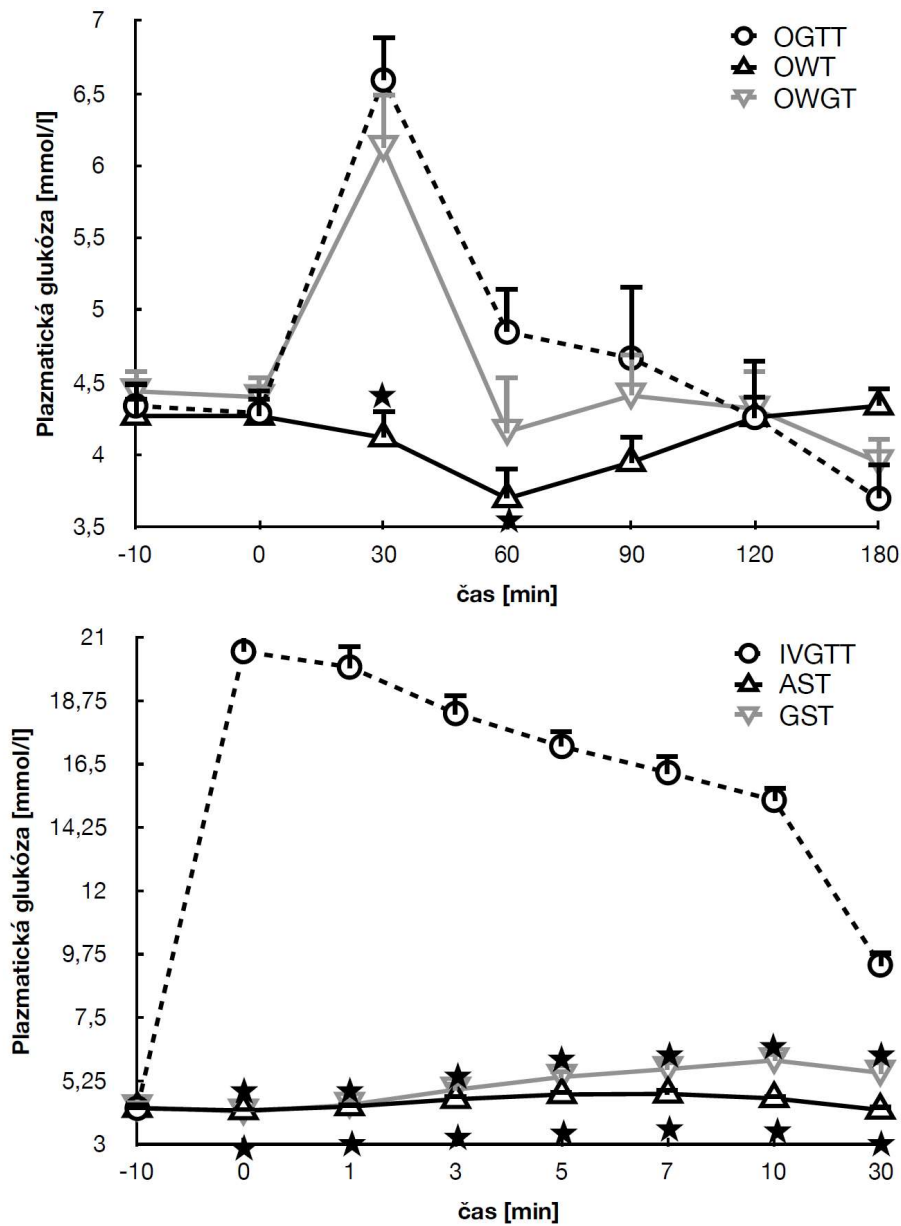 7
6,5
6
5,5
5
4,5
4
3,5
Plazmatická glukóza [mmol/l]
OGTT
OWT
OWGT
-10 0 30 60 90 120 180
čas [min]
21
18,75
16,5
14,25
12
9,75
7,5
5,25
3
Plazmatická glukóza [mmol/l]
IVGTT
AST
GST
-10 0 1 3 5 7 10 30
čas [min]